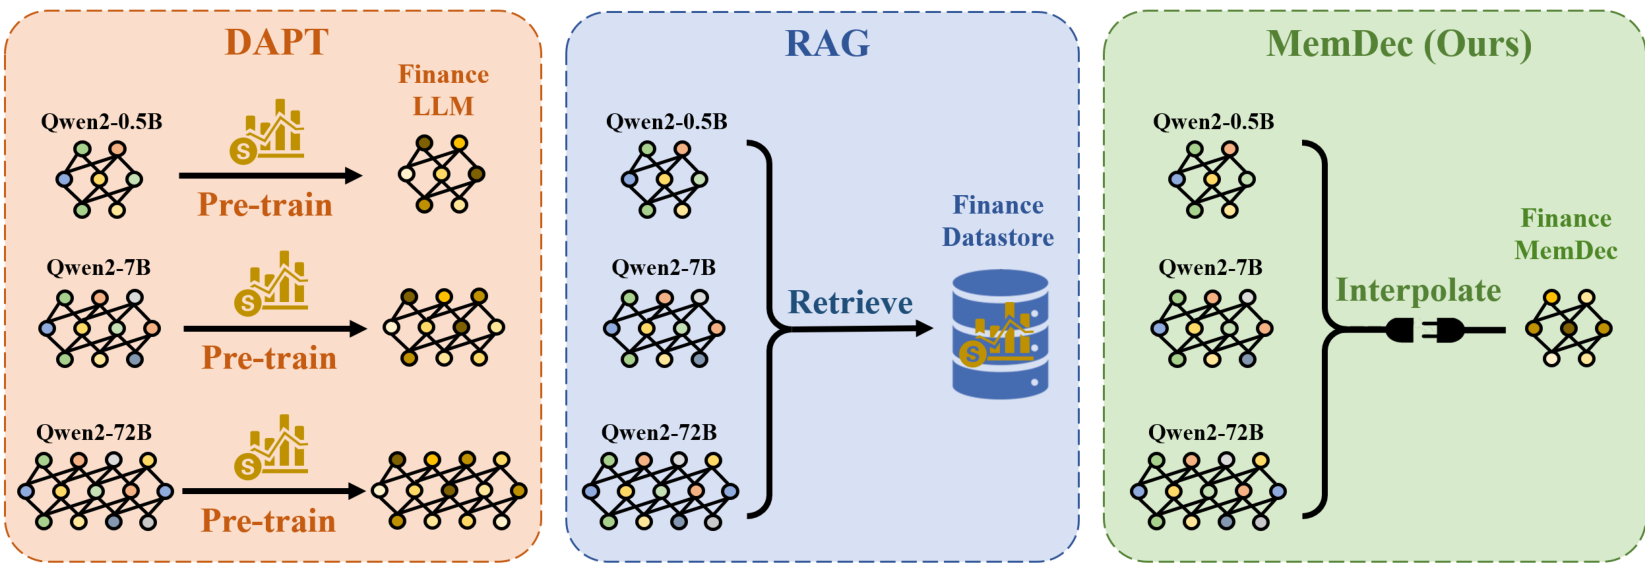 DAPT
Finance
LLM
Qwen2-0.5B
S
Pre-train
Qwen2-7B
S
Pre-train
Qwen2-72B
S
Pre-train
RAG
Qwen2-0.5B
Qwen2-7B
Qwen2-72B
Retrieve
Finance
Datastore
S
MemDec (Ours)
Qwen2-0.5B
Qwen2-7B
Qwen2-72B
Interpolate
Finance
MemDec